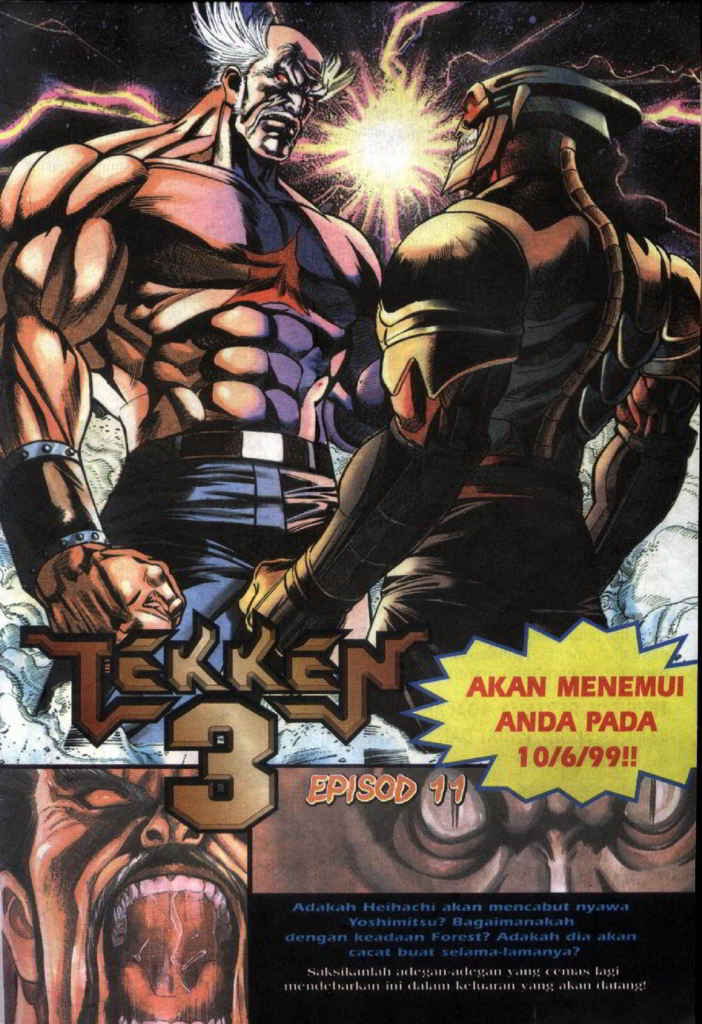 TEKKEN
3
EPISOD 11
AKAN MENEMUI
ANDA PADA
10/6/99!!
Adakah Heihachi akan mencabut nyawa
Yoshimitsu? Bagaimanakah
dengan keadaan Forest? Adakah dia akan
cacat buat selama-lamanya?
Saksikanlah adegan-adegan yang cemas lagi
mendebarkan ini dalam keluaran yang akan datang!